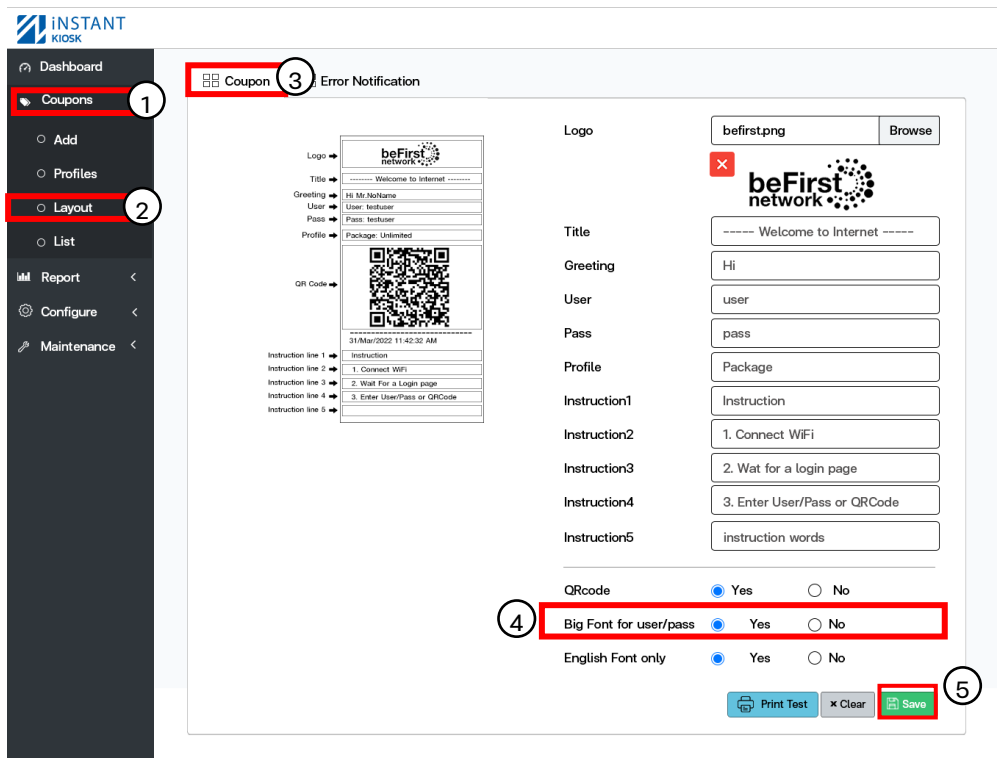 iNSTANT
KIOSK
Dashboard
Coupons
1
Add
Profiles
Layout
2
List
Report
Configure
Maintenance
Coupon
3
Error Notification
Logo
beFirst
network
Title
-------- Welcome to Internet --------
Greeting
Hi Mr.NoName
User
User: testuser
Pass
Pass: testuser
Profile
Package: Unlimited
QR Code
31/Mar/2022 11:42:32 AM
Instruction line 1
Instruction
Instruction line 2
1. Connect WiFi
Instruction line 3
2. Wait For a Login page
Instruction line 4
3. Enter User/Pass or QRCode
Instruction line 5
Logo
befirst.png
Browse
beFirst
network
Title
----- Welcome to Internet -----
Greeting
Hi
User
user
Pass
pass
Profile
Package
Instruction1
Instruction
Instruction2
1. Connect WiFi
Instruction3
2. Wat for a login page
Instruction4
3. Enter User/Pass or QRCode
Instruction5
instruction words
QRcode
Yes
No
4
Big Font for user/pass
Yes
No
English Font only
Yes
No
Print Test
× Clear
Save
5